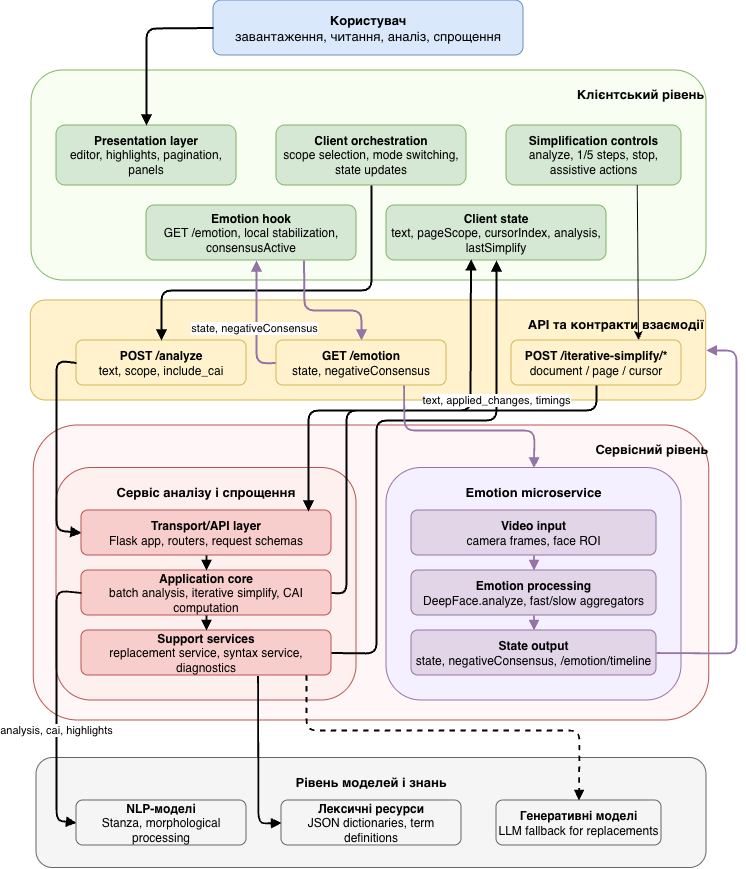 Користувач
завантаження, читання, аналіз, спрощення
Клієнтський рівень
Presentation layer
editor, highlights, pagination,
panels
Client orchestration
scope selection, mode switching,
state updates
Simplification controls
analyze, 1/5 steps, stop,
assistive actions
Emotion hook
GET /emotion, local stabilization,
consensusActive
Client state
text, pageScope, cursorIndex, analysis,
lastSimplify
API та контракти взаємодії
state, negativeConsensus
POST /analyze
text, scope, include_cai
GET /emotion
state, negativeConsensus
POST /iterative-simplify/*
document / page / cursor
text, applied_changes, timings
Сервісний рівень
Сервіс аналізу і спрощення
Transport/API layer
Flask app, routers, request schemas
Application core
batch analysis, iterative simplify, CAI
computation
Support services
replacement service, syntax service,
diagnostics
Emotion microservice
Video input
camera frames, face ROI
Emotion processing
DeepFace.analyze, fast/slow aggregators
State output
state, negativeConsensus, /emotion/timeline
analysis, cai, highlights
Рівень моделей і знань
NLP-моделі
Stanza, morphological
processing
Лексичні ресурси
JSON dictionaries, term
definitions
Генеративні моделі
LLM fallback for replacements